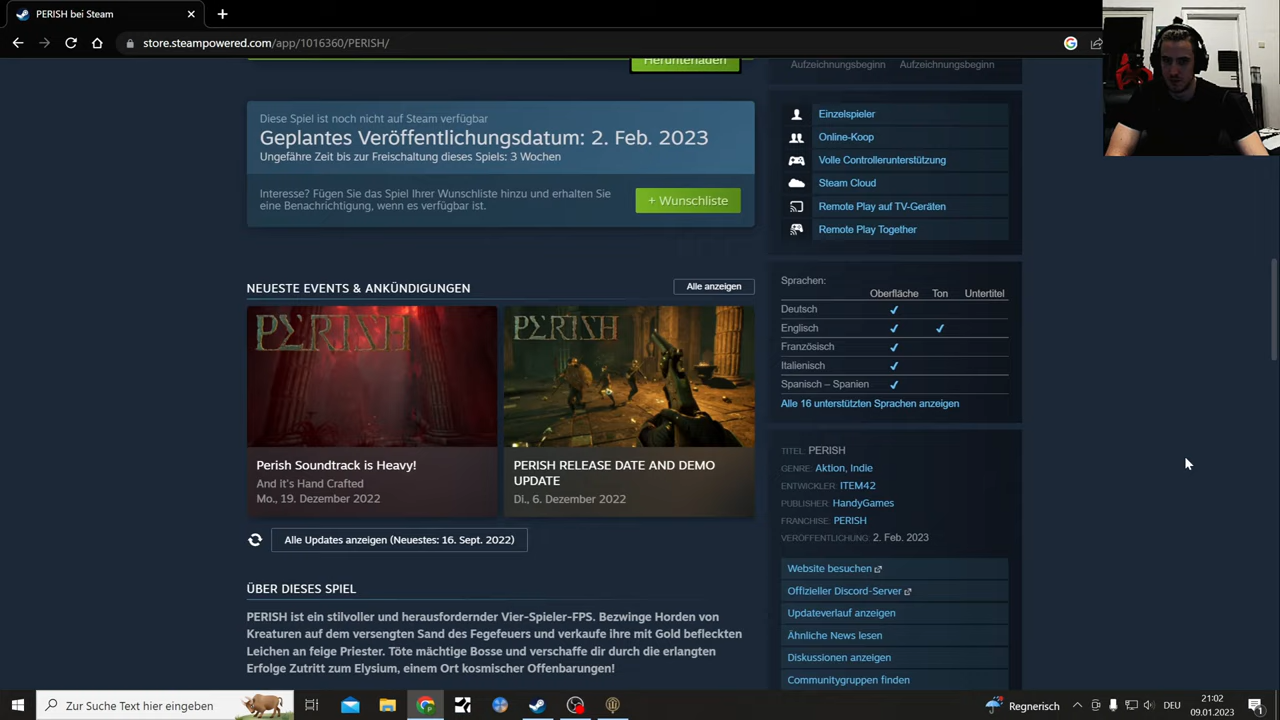 PERISH bei Steam
store.steampowered.com/app/1016360/PERISH/
Herunterladen
Aufzeichnungsbeginn Aufzeichnungsbeginn
Diese Spiel ist noch nicht auf Steam verfügbar
Geplantes Veröffentlichungsdatum: 2. Feb. 2023
Ungefähre Zeit bis zur Freischaltung dieses Spiels: 3 Wochen
Interesse? Fügen Sie das Spiel Ihrer Wunschliste hinzu und erhalten Sie
eine Benachrichtigung, wenn es verfügbar ist.
+ Wunschliste
Einzelspieler
Online-Koop
Volle Controllerunterstützung
Steam Cloud
Remote Play auf TV-Geräten
Remote Play Together
NEUESTE EVENTS & ANKÜNDIGUNGEN
Alle anzeigen
PERISH
PERISH
Perish Soundtrack is Heavy!
And it's Hand Crafted
Mo., 19. Dezember 2022
PERISH RELEASE DATE AND DEMO
UPDATE
Di., 6. Dezember 2022
Alle Updates anzeigen (Neuestes: 16. Sept. 2022)
Sprachen:
Oberfläche Ton Untertitel
Deutsch ✔
Englisch ✔ ✔
Französisch ✔
Italienisch ✔
Spanisch – Spanien ✔
Alle 16 unterstützten Sprachen anzeigen
TITEL: PERISH
GENRE: Aktion, Indie
ENTWICKLER: ITEM42
PUBLISHER: HandyGames
FRANCHISE: PERISH
VERÖFFENTLICHUNG: 2. Feb. 2023
Website besuchen
Offizieller Discord-Server
Updateverlauf anzeigen
Ähnliche News lesen
Diskussionen anzeigen
Communitygruppen finden
ÜBER DIESES SPIEL
PERISH ist ein stilvoller und herausfordernder Vier-Spieler-FPS. Bezwinge Horden von
Kreaturen auf dem versengten Sand des Fegefeuers und verkaufe ihre mit Gold befleckten
Leichen an feige Priester. Töte mächtige Bosse und verschaffe dir durch die erlangten
Erfolge Zutritt zum Elysium, einem Ort kosmischer Offenbarungen!
Zur Suche Text hier eingeben
Regnerisch
DEU
21:02
09.01.2023
1